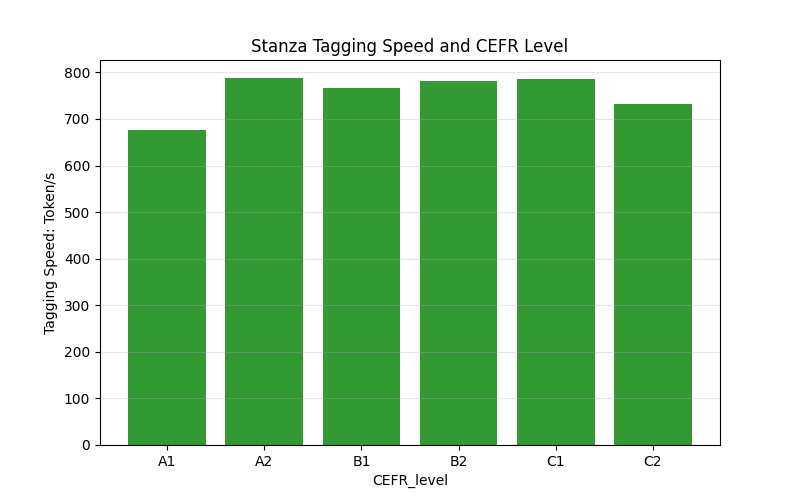 Stanza Tagging Speed and CEFR Level
Tagging Speed: Token/s
800
700
600
500
400
300
200
100
0
A1 A2 B1 B2 C1 C2
CEFR_level